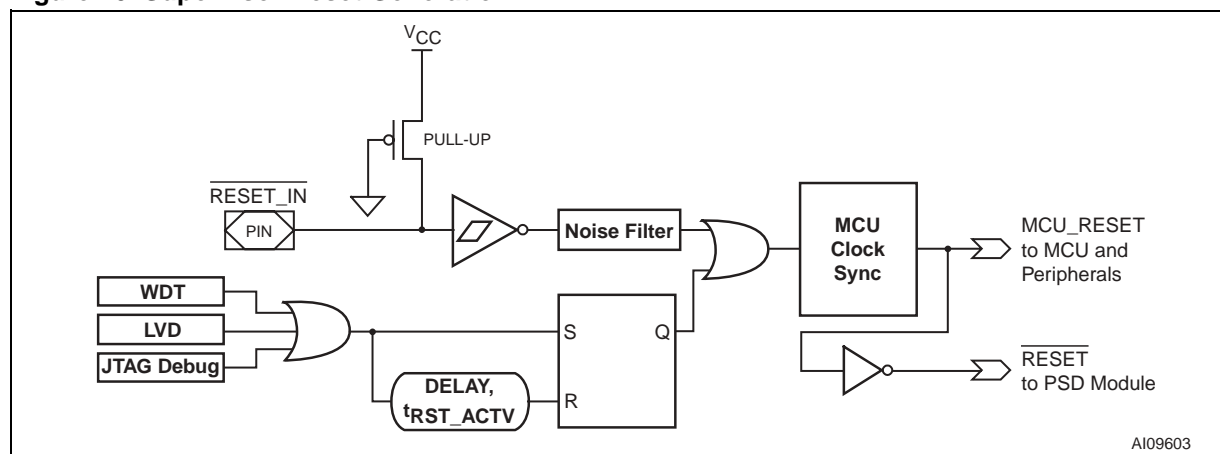 VCC
PULL-UP
RESET_IN
PIN
Noise Filter
MCU
Clock
Sync
MCU_RESET
to MCU and
Peripherals
WDT
LVD
JTAG Debug
S
Q
R
DELAY,
tRST_ACTV
RESET
to PSD Module
AI09603